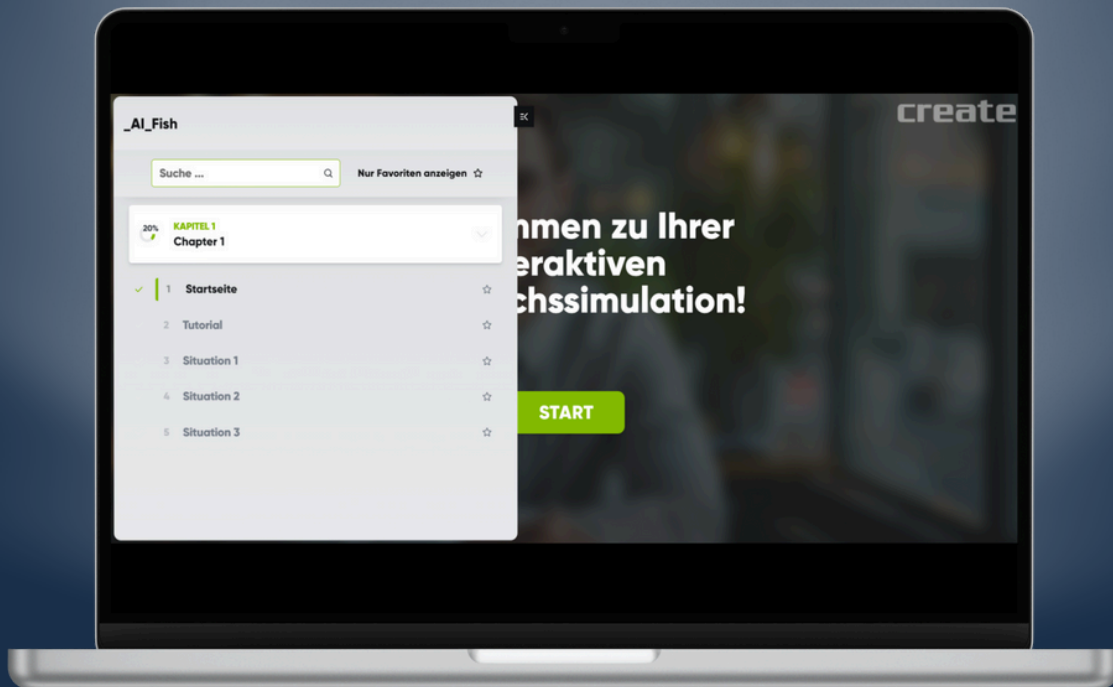 _AI_Fish
Suche ...
Nur Favoriten anzeigen
20%
KAPITEL 1
Chapter 1
1 Startseite
2 Tutorial
3 Situation 1
4 Situation 2
5 Situation 3
create
mmen zu Ihrer
eraktiven
chssimulation!
START